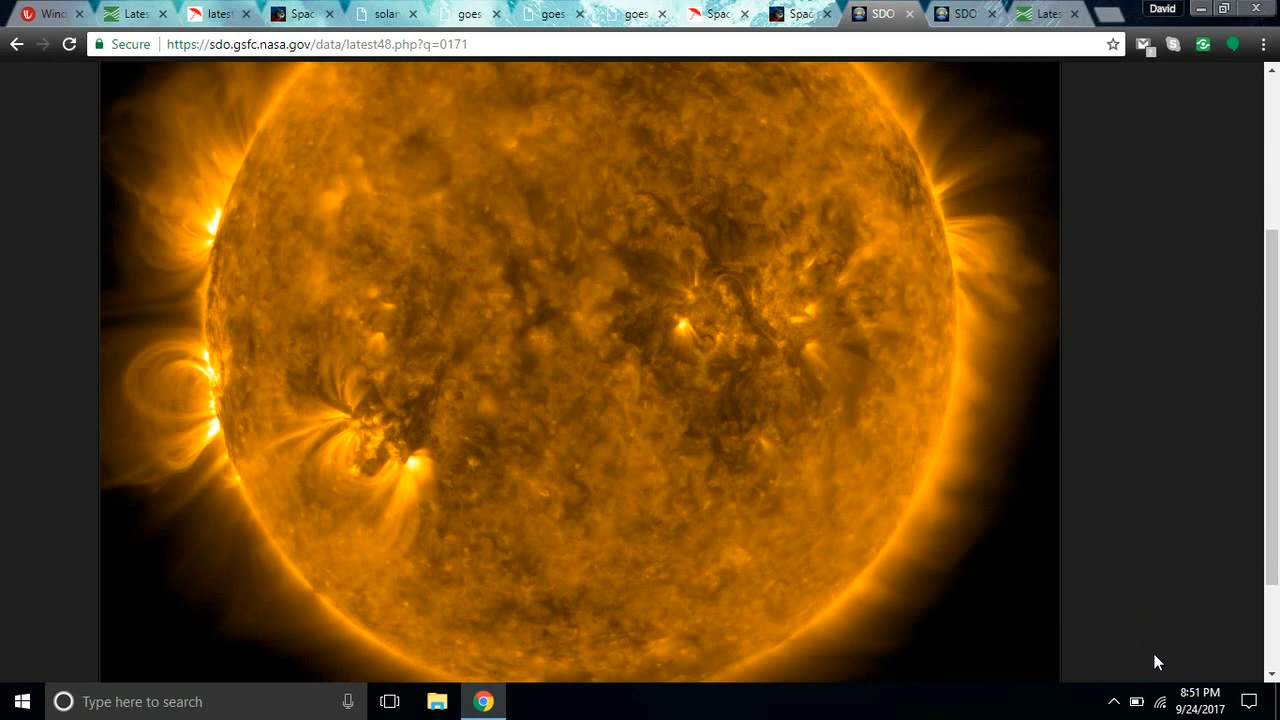 Wind
Lates
latest
Spac
solar
goes
goes
goes
Spac
Spac
SDO
SDO
Lates
David
Secure
https://sdo.gsfc.nasa.gov/data/latest48.php?q=0171
Type here to search
8:51 PM
9/24/2017